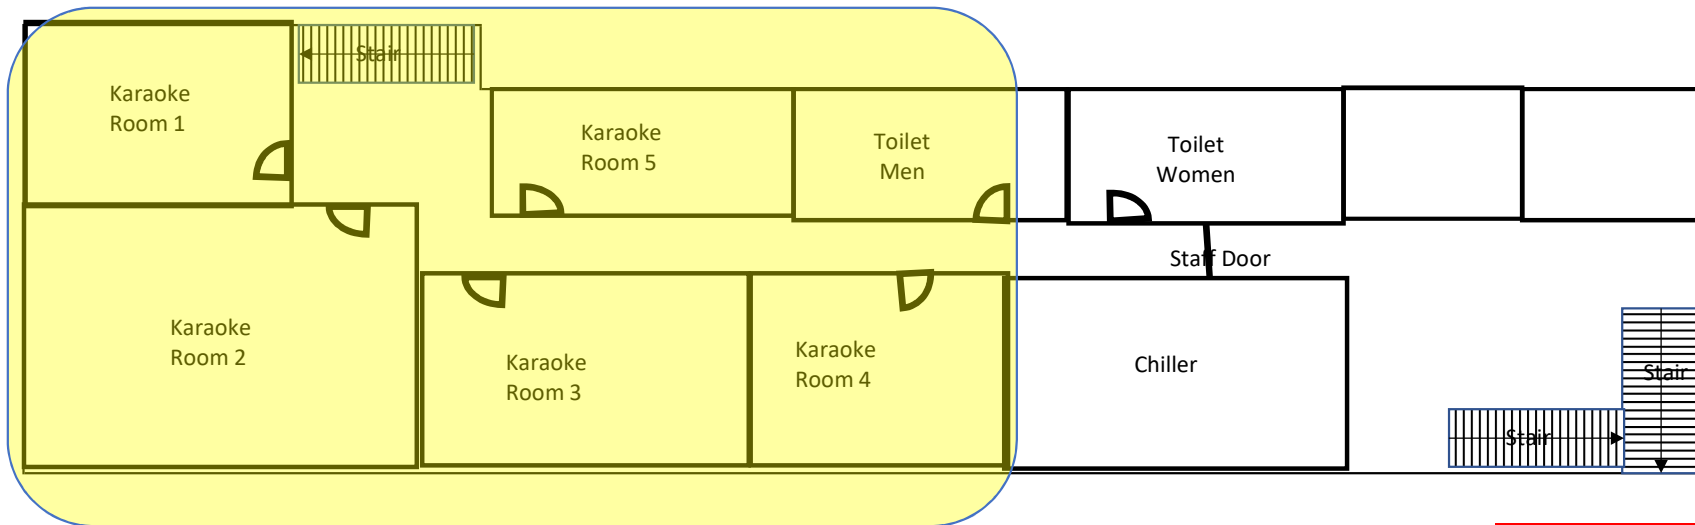 Stair
Karaoke
Room 1
Karaoke
Room 5
Toilet
Men
Toilet
Women
Staff Door
Karaoke
Room 2
Karaoke
Room 3
Karaoke
Room 4
Chiller
Stair
Stair